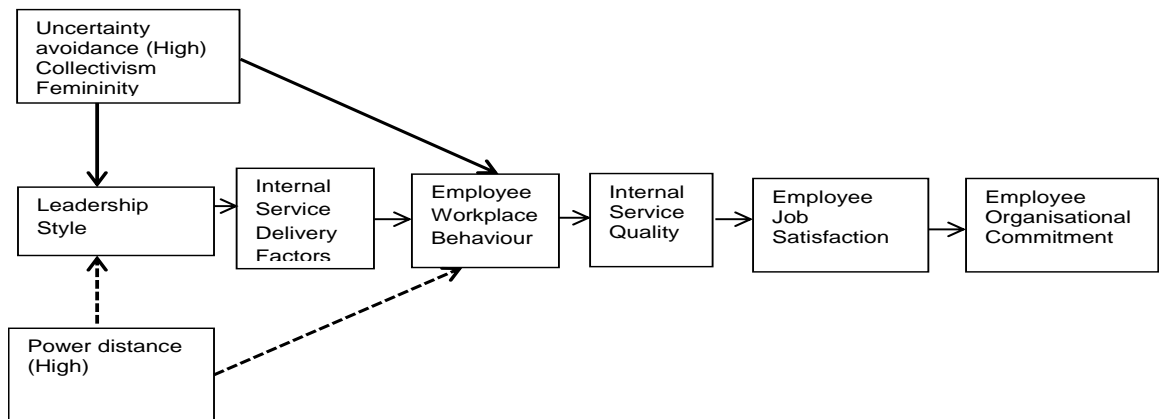 Uncertainty
avoidance (High)
Collectivism
Femininity
Leadership
Style
Internal
Service
Delivery
Factors
Employee
Workplace
Behaviour
Internal
Service
Quality
Employee
Job
Satisfaction
Employee
Organisational
Commitment
Power distance
(High)